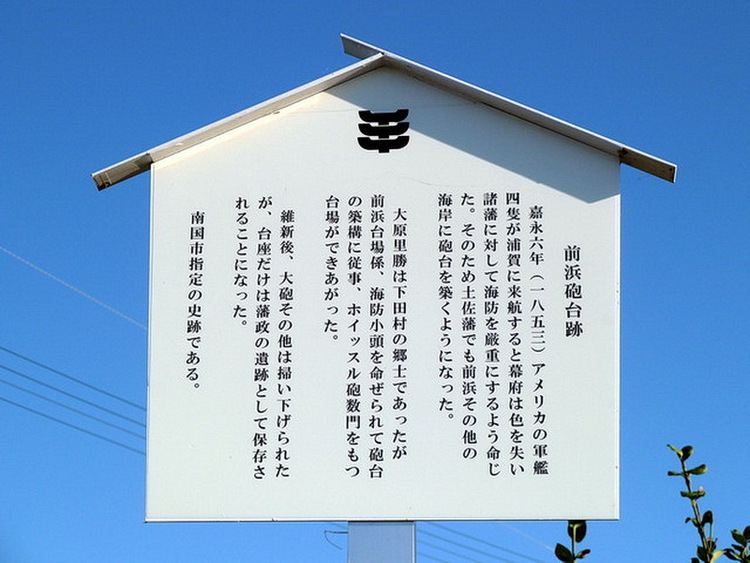 前浜砲台跡
嘉永六年（一八五三）アメリカの軍艦
四隻が浦賀に来航すると幕府は色を失い
諸藩に対して海防を厳重にするよう命じ
た。そのため土佐藩でも前浜その他の
海岸に砲台を築くようになった。
大原里勝は下田村の郷士であったが
前浜台場係、海防小頭を命ぜられて砲台
の築構に従事、ホイッスル砲数門をもつ
台場ができあがった。
維新後、大砲その他は掃い下げられた
が、台座だけは藩政の遺跡として保存さ
れることになった。
南国市指定の史跡である。